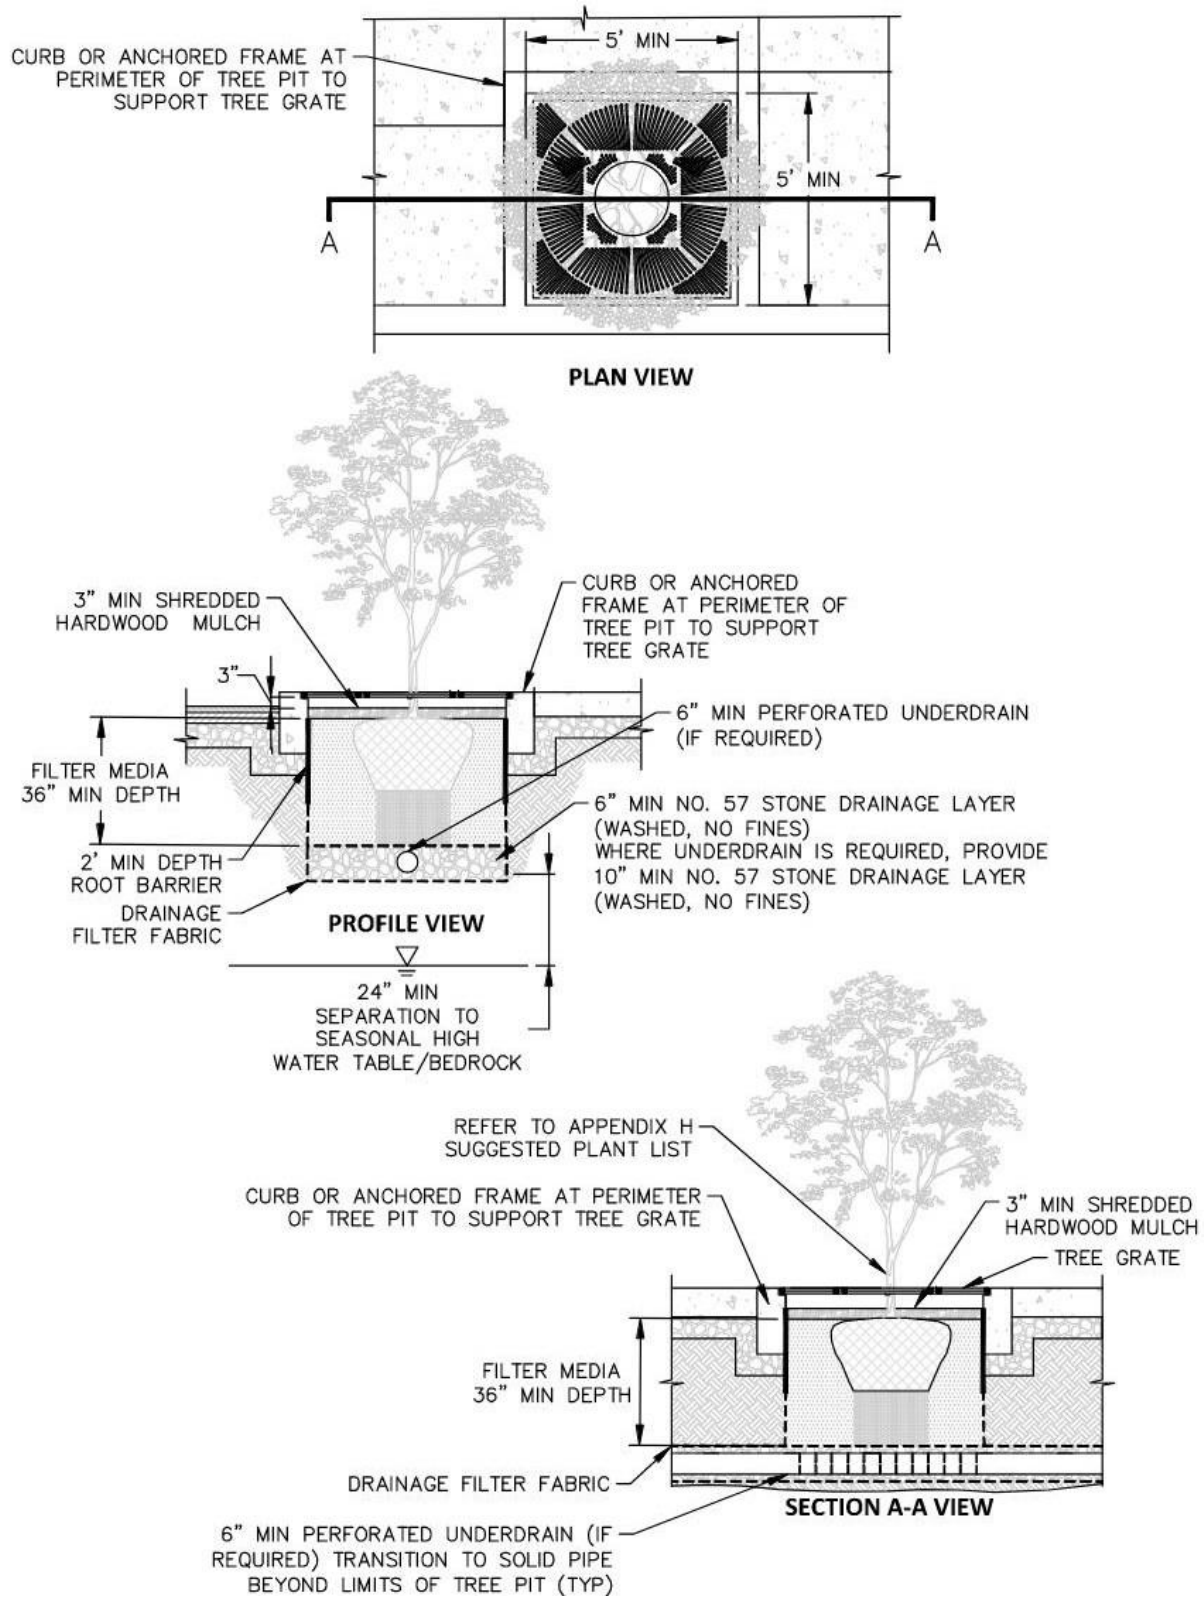 5' MIN
CURB OR ANCHORED FRAME AT
PERIMETER OF TREE PIT TO
SUPPORT TREE GRATE
5' MIN
A
A
PLAN VIEW
3" MIN SHREDDED
HARDWOOD MULCH
CURB OR ANCHORED
FRAME AT PERIMETER OF
TREE PIT TO SUPPORT
TREE GRATE
3"
6" MIN PERFORATED UNDERDRAIN
(IF REQUIRED)
FILTER MEDIA
36" MIN DEPTH
6" MIN NO. 57 STONE DRAINAGE LAYER
(WASHED, NO FINES)
WHERE UNDERDRAIN IS REQUIRED, PROVIDE
10" MIN NO. 57 STONE DRAINAGE LAYER
(WASHED, NO FINES)
2' MIN DEPTH
ROOT BARRIER
DRAINAGE
FILTER FABRIC
PROFILE VIEW
24" MIN
SEPARATION TO
SEASONAL HIGH
WATER TABLE/BEDROCK
REFER TO APPENDIX H
SUGGESTED PLANT LIST
CURB OR ANCHORED FRAME AT PERIMETER
OF TREE PIT TO SUPPORT TREE GRATE
3" MIN SHREDDED
HARDWOOD MULCH
TREE GRATE
FILTER MEDIA
36" MIN DEPTH
DRAINAGE FILTER FABRIC
SECTION A-A VIEW
6" MIN PERFORATED UNDERDRAIN (IF
REQUIRED) TRANSITION TO SOLID PIPE
BEYOND LIMITS OF TREE PIT (TYP)